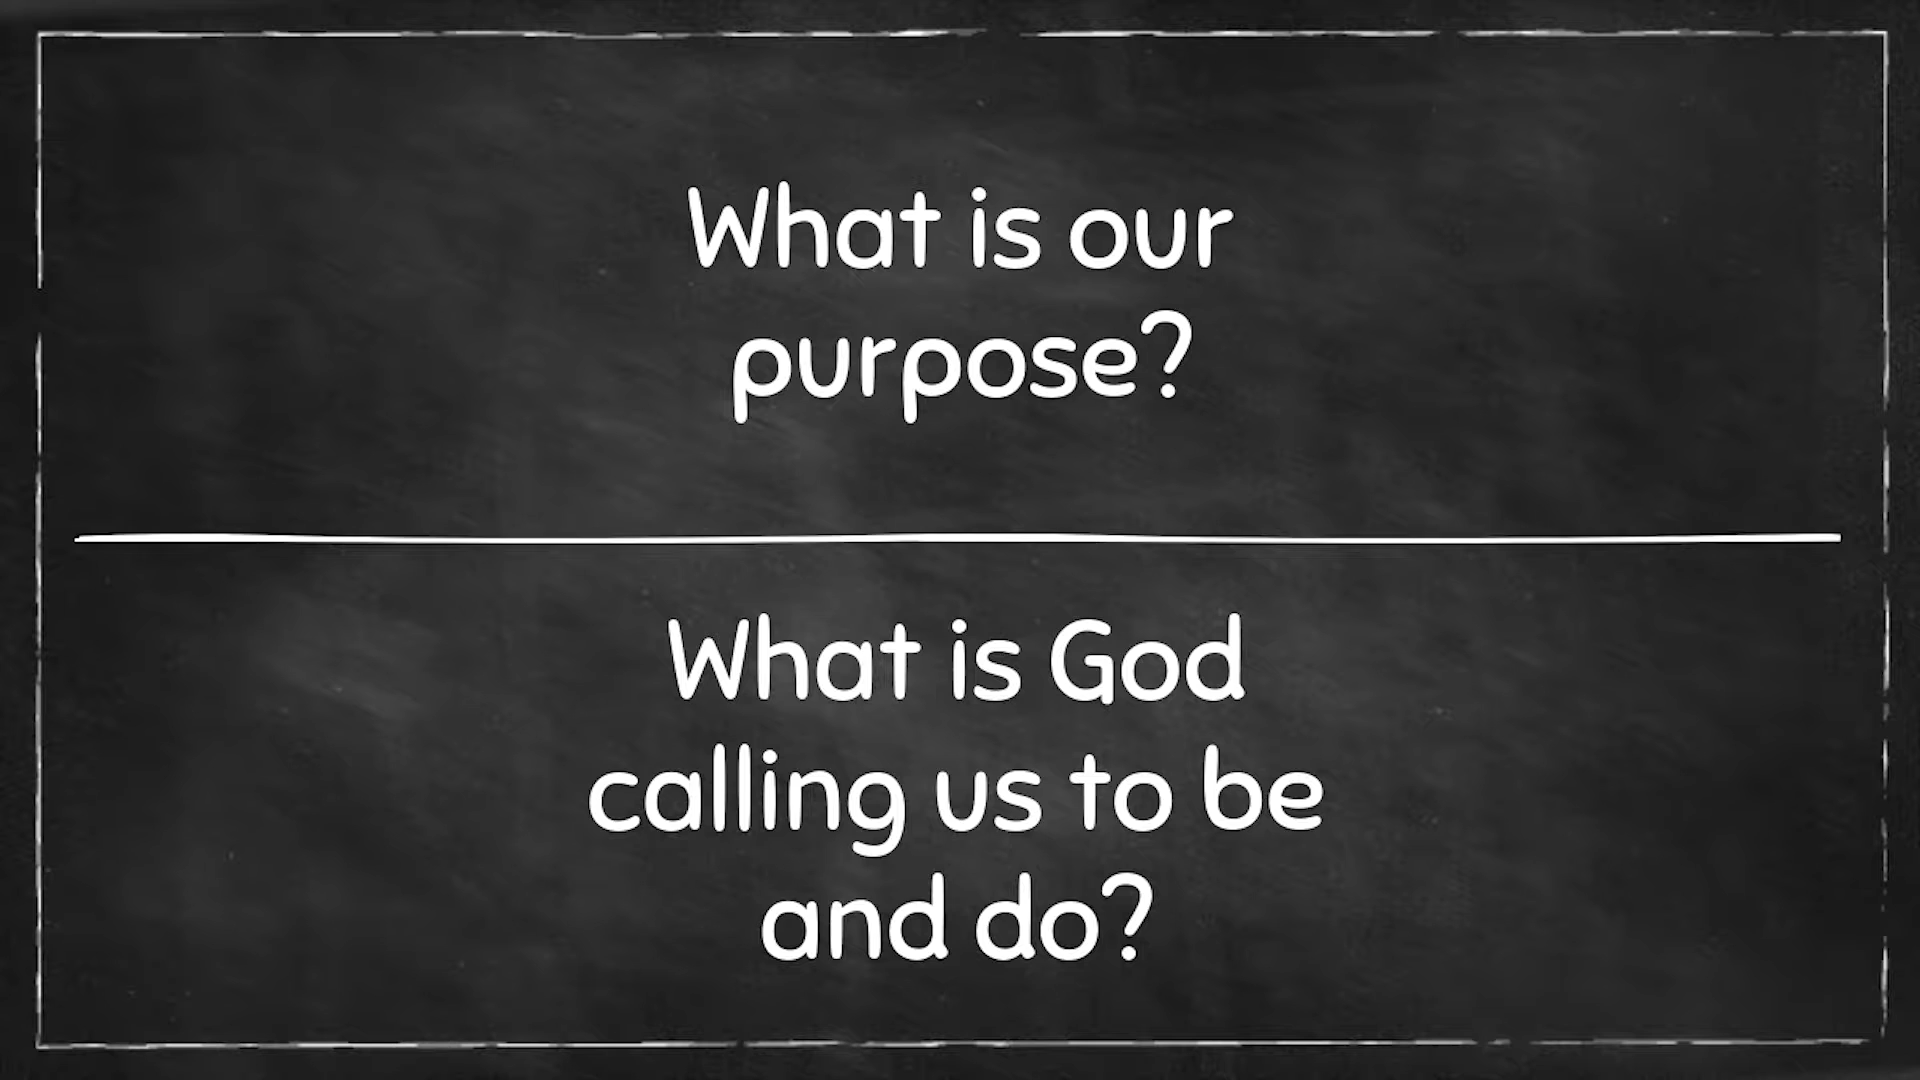 What is our
purpose?
What is God
calling us to be
and do?